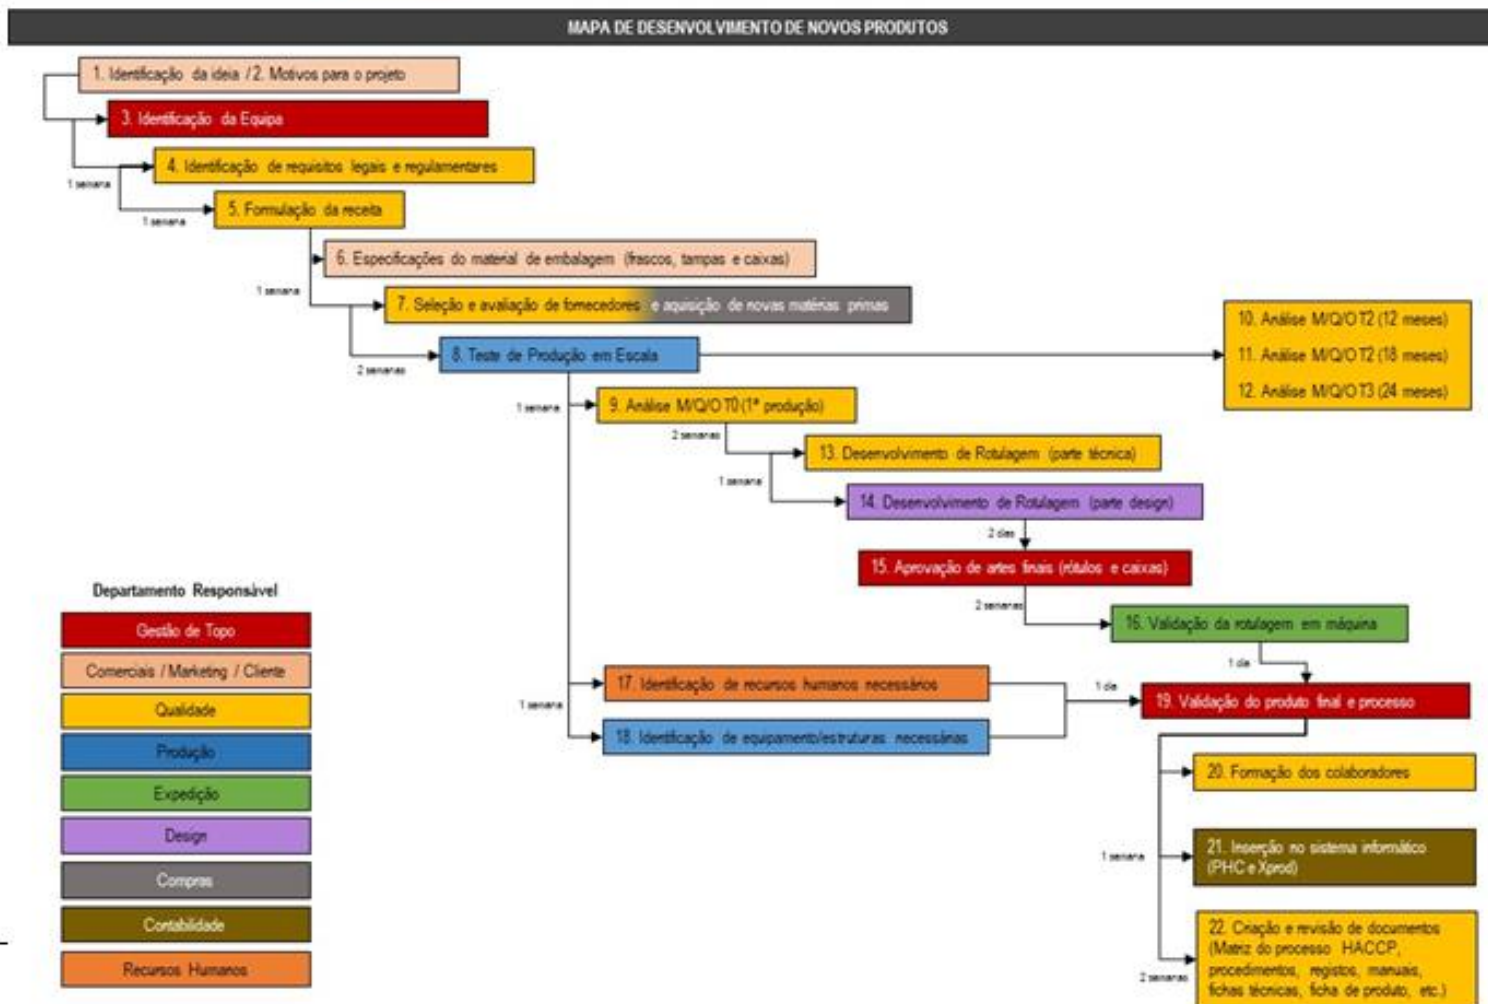 MAPA DE DESENVOLVIMENTO DE NOVOS PRODUTOS
1. Identificação da ideia / 2. Motivos para o projeto
3. Identificação da Equipa
4. Identificação de requisitos legais e regulamentares
1 semana
5. Formulação da receita
1 semana
6. Especificações do material de embalagem (frascos, tampas e caixas)
1 semana
7. Seleção e avaliação de fornecedores e aquisição de novas matérias primas
8. Teste de Produção em Escala
2 semanas
10. Análise M/Q/O T2 (12 meses)
11. Análise M/Q/O T2 (18 meses)
12. Análise M/Q/O T3 (24 meses)
1 semana
9. Análise M/Q/O T0 (1ª produção)
2 semanas
13. Desenvolvimento de Rotulagem (parte técnica)
1 semana
14. Desenvolvimento de Rotulagem (parte design)
2 dias
15. Aprovação de artes finais (rótulos e caixas)
2 semanas
16. Validação da rotulagem em máquina
1 dia
17. Identificação de recursos humanos necessários
1 semana
18. Identificação de equipamento/estruturas necessárias
1 dia
19. Validação do produto final e processo
20. Formação dos colaboradores
1 semana
21. Inserção no sistema informático
(PHC e Xprod)
22. Criação e revisão de documentos
(Matriz do processo HACCP,
procedimentos, registos, manuais,
fichas técnicas, ficha de produto, etc.)
2 semanas
Departamento Responsável
Gestão de Topo
Comerciais / Marketing / Cliente
Qualidade
Produção
Expedição
Design
Compras
Contabilidade
Recursos Humanos